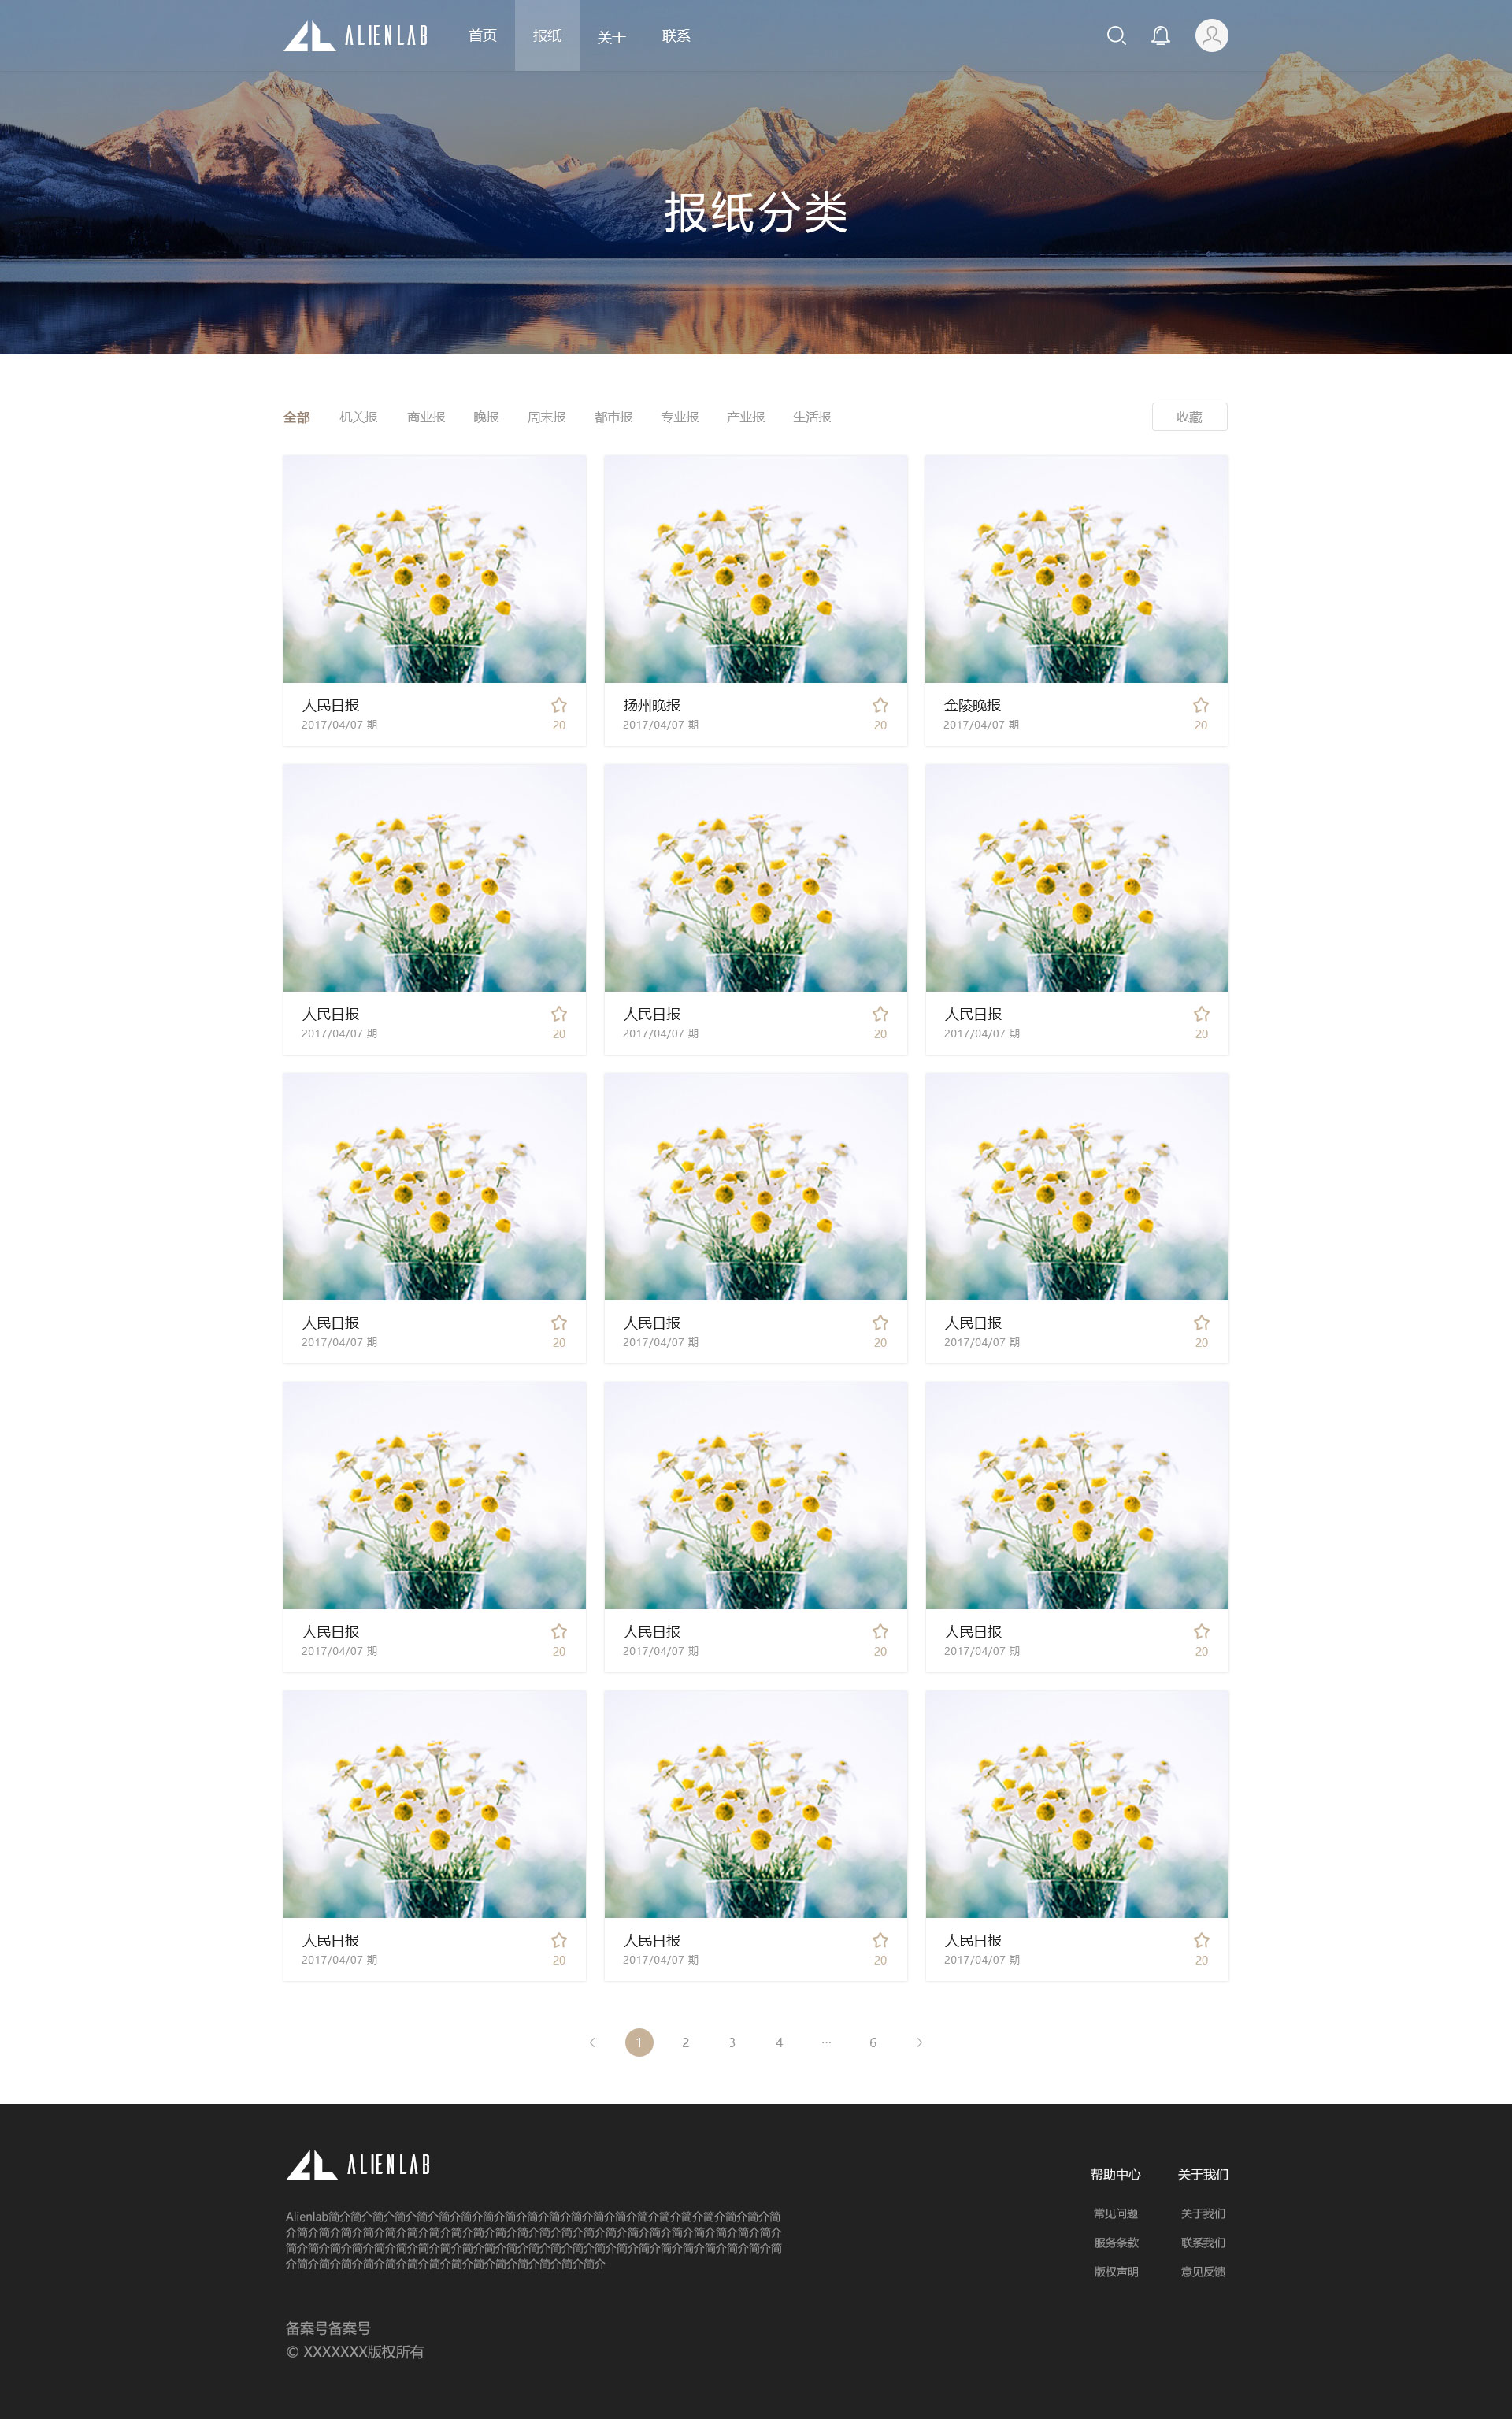 ALIENLAB 首页 报纸 关于 联系
报纸分类
全部 机关报 商业报 晚报 周末报 都市报 专业报 产业报 生活报 收藏
人民日报 扬州晚报 金陵晚报
2017/04/07 期 20 2017/04/07 期 20 2017/04/07 期 20
人民日报 人民日报 人民日报
2017/04/07 期 20 2017/04/07 期 20 2017/04/07 期 20
人民日报 人民日报 人民日报
2017/04/07 期 20 2017/04/07 期 20 2017/04/07 期 20
人民日报 人民日报 人民日报
2017/04/07 期 20 2017/04/07 期 20 2017/04/07 期 20
人民日报 人民日报 人民日报
2017/04/07 期 20 2017/04/07 期 20 2017/04/07 期 20
1 2 3 4 ··· 6
ALIENLAB
Alienlab简介简介简介简介简介简介简介简介简介简介简介简介简介简介简介简介简介简介简介简介简
介简介简介简介简介简介简介简介简介简介简介简介简介简介简介简介简介简介简介简介简介简介简介
简介简介简介简介简介简介简介简介简介简介简介简介简介简介简介简介简介简介简介简介简介简介简
介简介简介简介简介简介简介简介简介简介简介简介简介简介简介
帮助中心 关于我们
常见问题 关于我们
服务条款 联系我们
版权声明 意见反馈
备案号备案号
© XXXXXXX版权所有